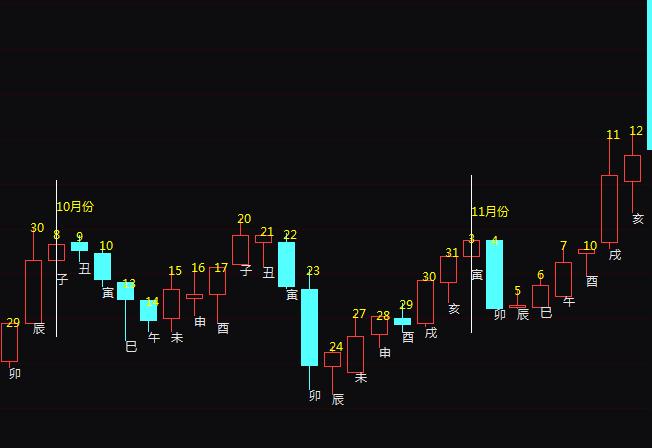 29
卯
30
辰
10月份
8
子
9
丑
10
寅
13
巳
14
午
15
未
16
申
17
酉
20
子
21
丑
22
寅
23
卯
24
辰
27
未
28
申
29
酉
30
戌
31
亥
11月份
3
寅
4
卯
5
辰
6
巳
7
午
10
酉
11
戌
12
亥